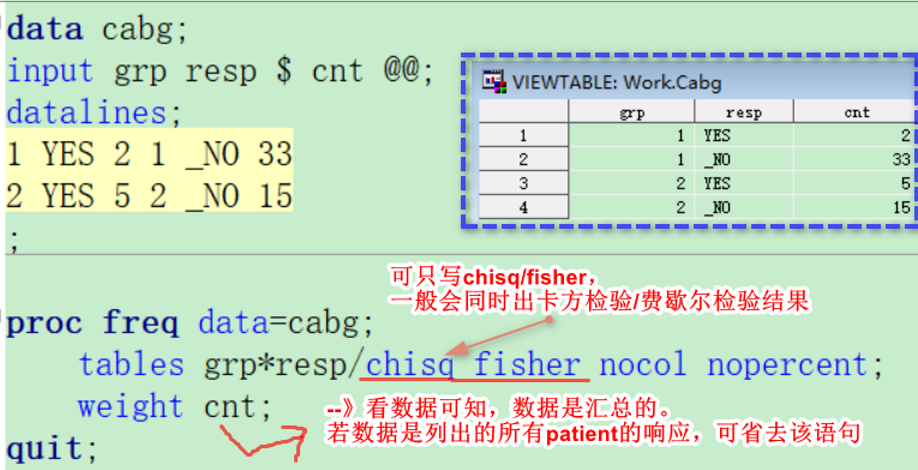 data cabg;
input grp resp $ cnt @@;
datalines;
1 YES 2 1 _NO 33
2 YES 5 2 _NO 15
;
VIEWTABLE: Work.Cabg
grp resp cnt
1 1 YES 2
2 1 _NO 33
3 2 YES 5
4 2 _NO 15
可只写chisq/fisher,
一般会同时出卡方检验/费歇尔检验结果
proc freq data=cabg;
tables grp*resp/chisq fisher nocol nopercent;
weight cnt;
--》看数据可知，数据是汇总的。
若数据是列出的所有patient的响应，可省去该语句
quit;